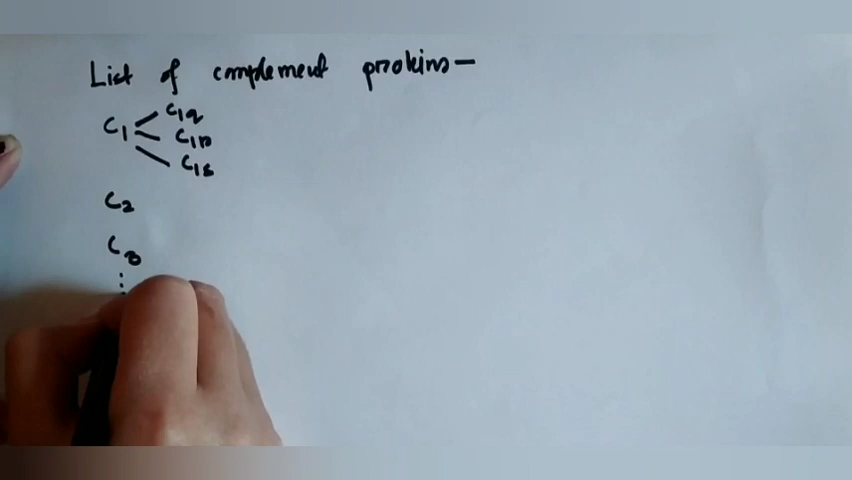 List of complement proteins—
C1 C1q
C1r
C1s
C2
C3